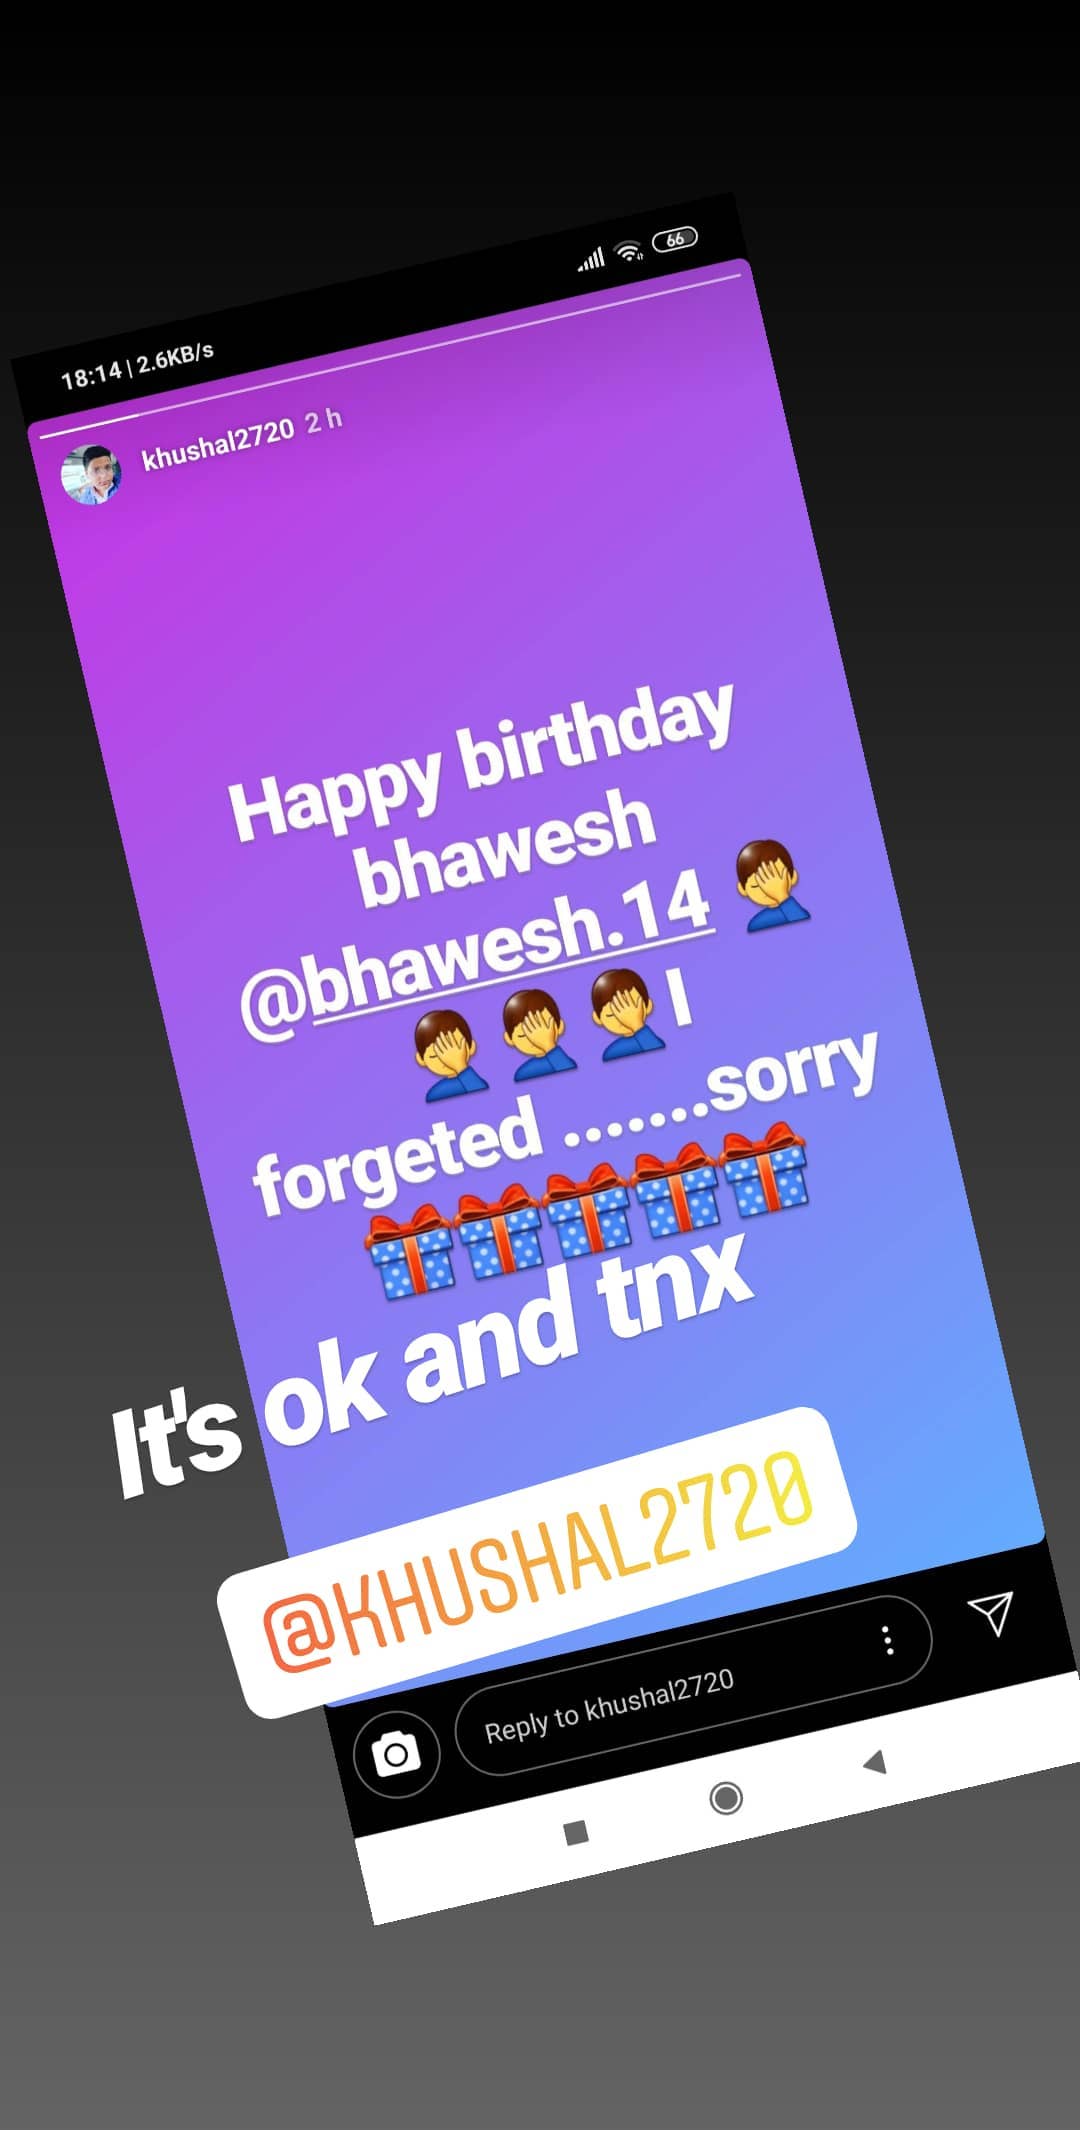 18:14 | 2.6KB/s
66
khushal2720 2 h
Happy birthday
bhawesh
@bhawesh.14 🤦‍♂️
🤦‍♂️🤦‍♂️🤦‍♂️I
forgeted .......sorry
🎁🎁🎁🎁🎁
It's ok and tnx
@KHUSHAL2720
Reply to khushal2720